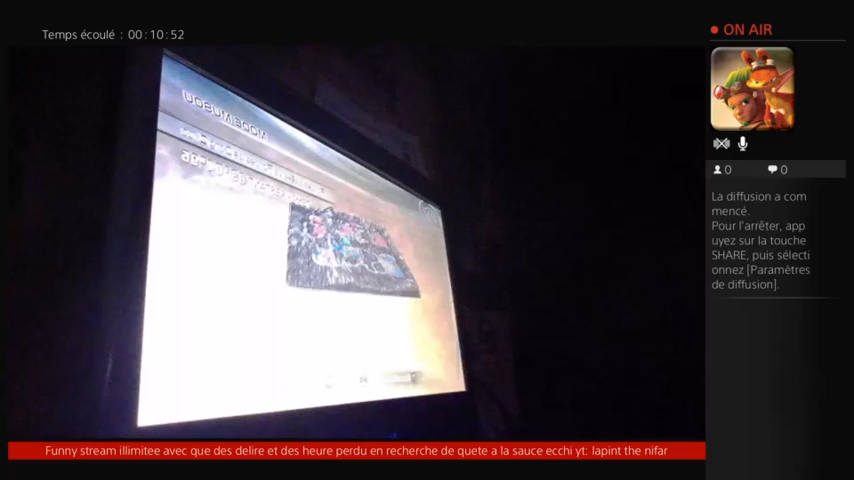 Temps écoulé : 00:10:52
ON AIR
0
0
La diffusion a com
mencé.
Pour l'arrêter, app
uyez sur la touche
SHARE, puis sélecti
onnez [Paramètres
de diffusion].
Funny stream illimitee avec que des delire et des heure perdu en recherche de quete a la sauce ecchi yt: lapint the nifar